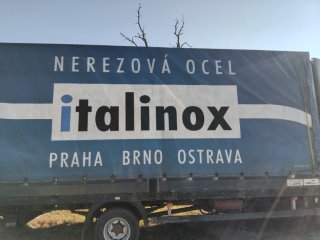 NEREZOVÁ OCEL
italinox
PRAHA BRNO OSTRAVA